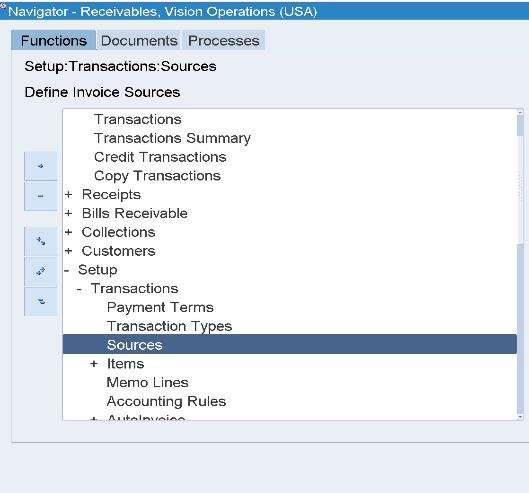 Navigator - Receivables, Vision Operations (USA)
Functions Documents Processes
Setup:Transactions:Sources
Define Invoice Sources
Transactions
Transactions Summary
Credit Transactions
Copy Transactions
+ Receipts
+ Bills Receivable
+ Collections
+ Customers
- Setup
- Transactions
Payment Terms
Transaction Types
Sources
+ Items
Memo Lines
Accounting Rules
+ AutoInvoice